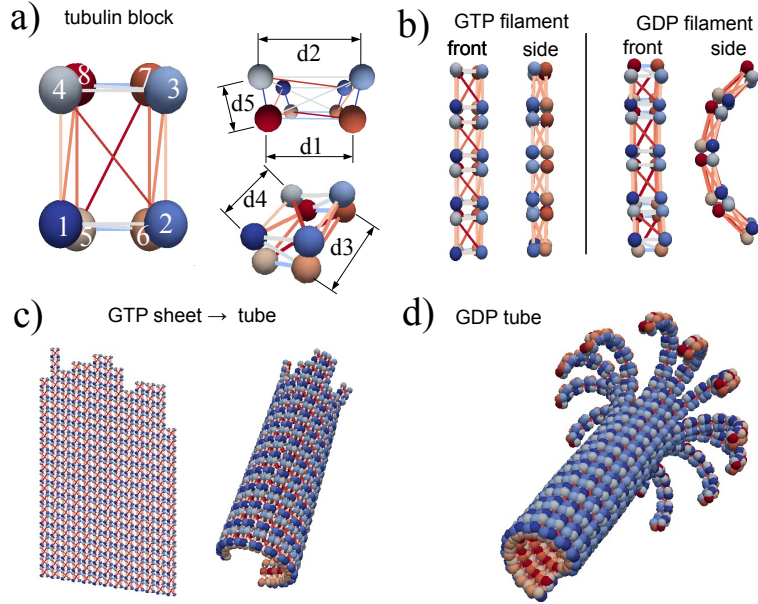 a)
tubulin block
4
8
7
3
1
5
6
2
d2
d5
d1
d4
d3
b)
GTP filament
front
side
GDP filament
front
side
c)
GTP sheet → tube
d)
GDP tube